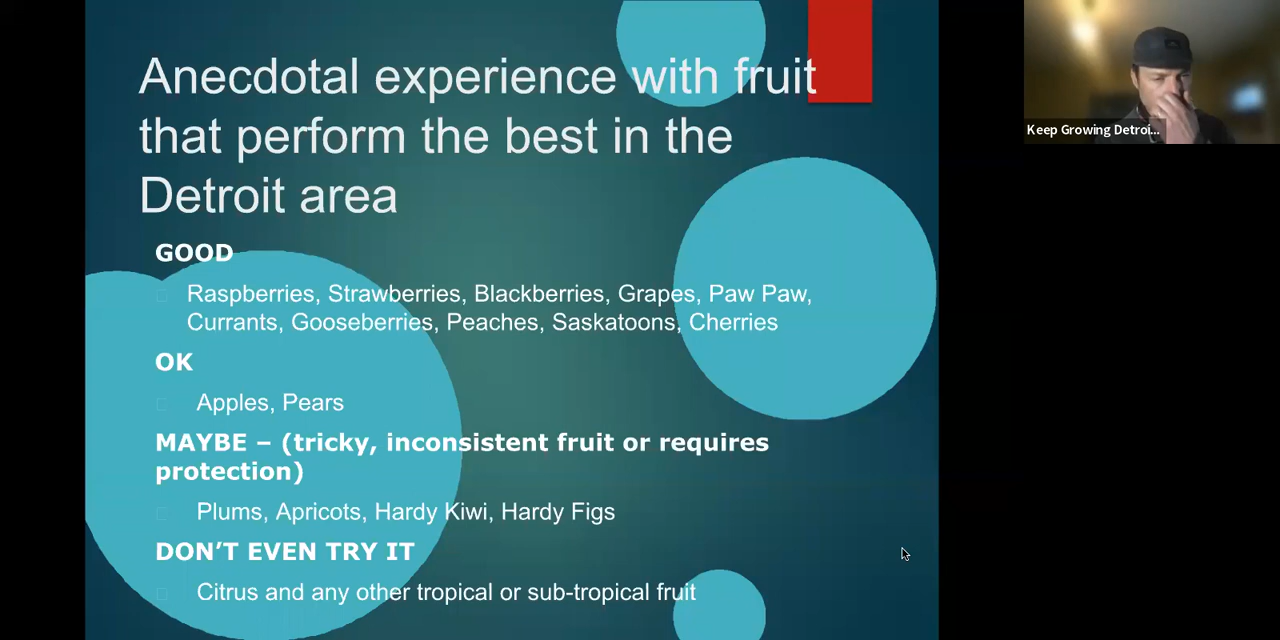 Anecdotal experience with fruit
that perform the best in the
Detroit area
GOOD
Raspberries, Strawberries, Blackberries, Grapes, Paw Paw,
Currants, Gooseberries, Peaches, Saskatoons, Cherries
OK
Apples, Pears
MAYBE – (tricky, inconsistent fruit or requires
protection)
Plums, Apricots, Hardy Kiwi, Hardy Figs
DON’T EVEN TRY IT
Citrus and any other tropical or sub-tropical fruit
Keep Growing Detroi...